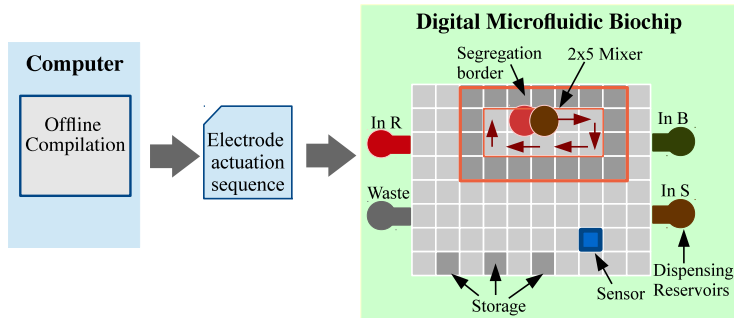 Digital Microfluidic Biochip
Computer
Offline
Compilation
Electrode
actuation
sequence
Segregation
border
2x5 Mixer
In R
In B
Waste
In S
Dispensing
Reservoirs
Sensor
Storage